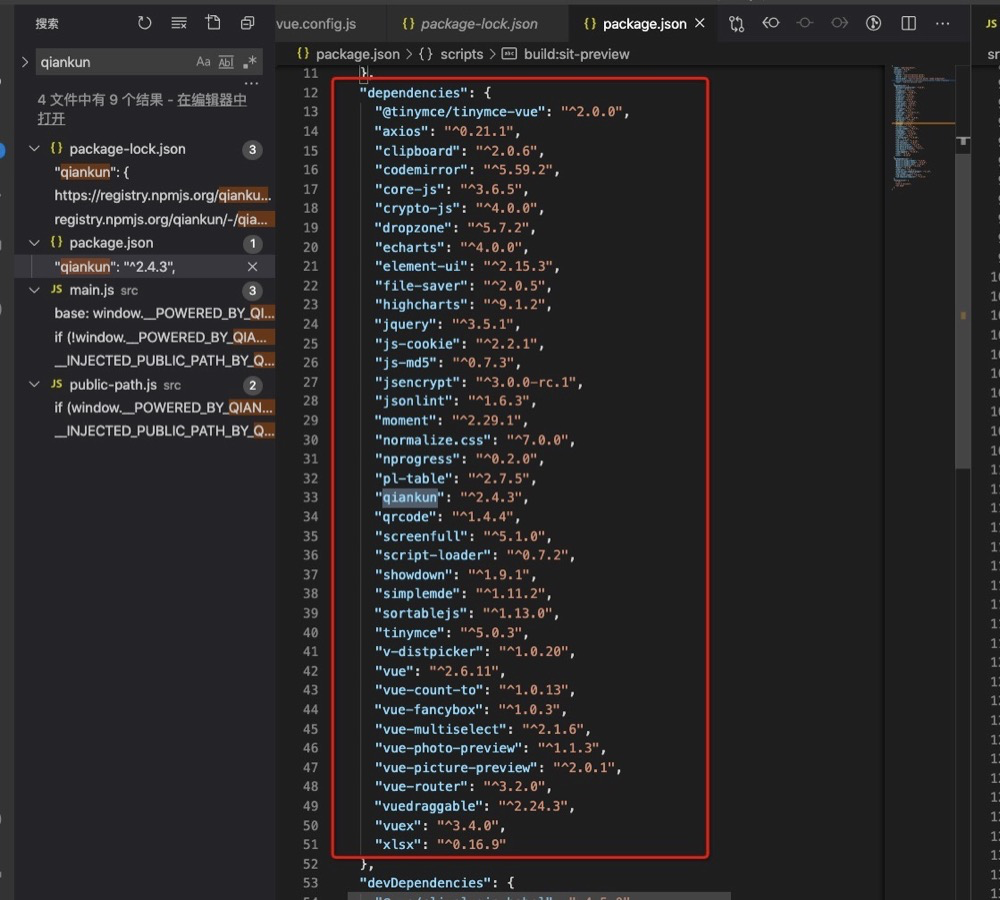 搜索
vue.config.js
package-lock.json
package.json
qiankun
Aa
Ab
package.json > {} scripts > build:sit-preview
4 文件中有 9 个结果 - 在编辑器中
打开
package-lock.json 3
"qiankun": {
https://registry.npmjs.org/qianku...
registry.npmjs.org/qiankun/-/qia...
package.json 1
"qiankun": "^2.4.3",
main.js src 3
base: window.__POWERED_BY_QI...
if (!window.__POWERED_BY_QIA...
__INJECTED_PUBLIC_PATH_BY_Q...
public-path.js src 2
if (window.__POWERED_BY_QIAN...
__INJECTED_PUBLIC_PATH_BY_Q...
11 },
12 "dependencies": {
13 "@tinymce/tinymce-vue": "^2.0.0",
14 "axios": "^0.21.1",
15 "clipboard": "^2.0.6",
16 "codemirror": "^5.59.2",
17 "core-js": "^3.6.5",
18 "crypto-js": "^4.0.0",
19 "dropzone": "^5.7.2",
20 "echarts": "^4.0.0",
21 "element-ui": "^2.15.3",
22 "file-saver": "^2.0.5",
23 "highcharts": "^9.1.2",
24 "jquery": "^3.5.1",
25 "js-cookie": "^2.2.1",
26 "js-md5": "^0.7.3",
27 "jsencrypt": "^3.0.0-rc.1",
28 "jsonlint": "^1.6.3",
29 "moment": "^2.29.1",
30 "normalize.css": "^7.0.0",
31 "nprogress": "^0.2.0",
32 "pl-table": "^2.7.5",
33 "qiankun": "^2.4.3",
34 "qrcode": "^1.4.4",
35 "screenfull": "^5.1.0",
36 "script-loader": "^0.7.2",
37 "showdown": "^1.9.1",
38 "simplemde": "^1.11.2",
39 "sortablejs": "^1.13.0",
40 "tinymce": "^5.0.3",
41 "v-distpicker": "^1.0.20",
42 "vue": "^2.6.11",
43 "vue-count-to": "^1.0.13",
44 "vue-fancybox": "^1.0.3",
45 "vue-multiselect": "^2.1.6",
46 "vue-photo-preview": "^1.1.3",
47 "vue-picture-preview": "^2.0.1",
48 "vue-router": "^3.2.0",
49 "vuedraggable": "^2.24.3",
50 "vuex": "^3.4.0",
51 "xlsx": "^0.16.9"
52 },
53 "devDependencies": {
JS